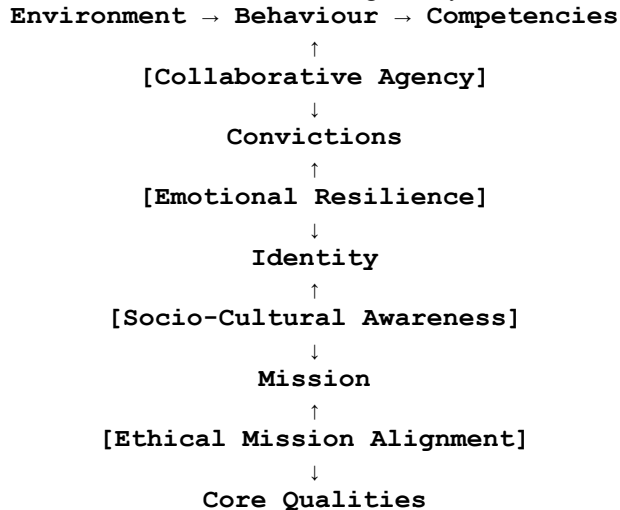 Environment → Behaviour → Competencies
↑
[Collaborative Agency]
↓
Convictions
↑
[Emotional Resilience]
↓
Identity
↑
[Socio-Cultural Awareness]
↓
Mission
↑
[Ethical Mission Alignment]
↓
Core Qualities